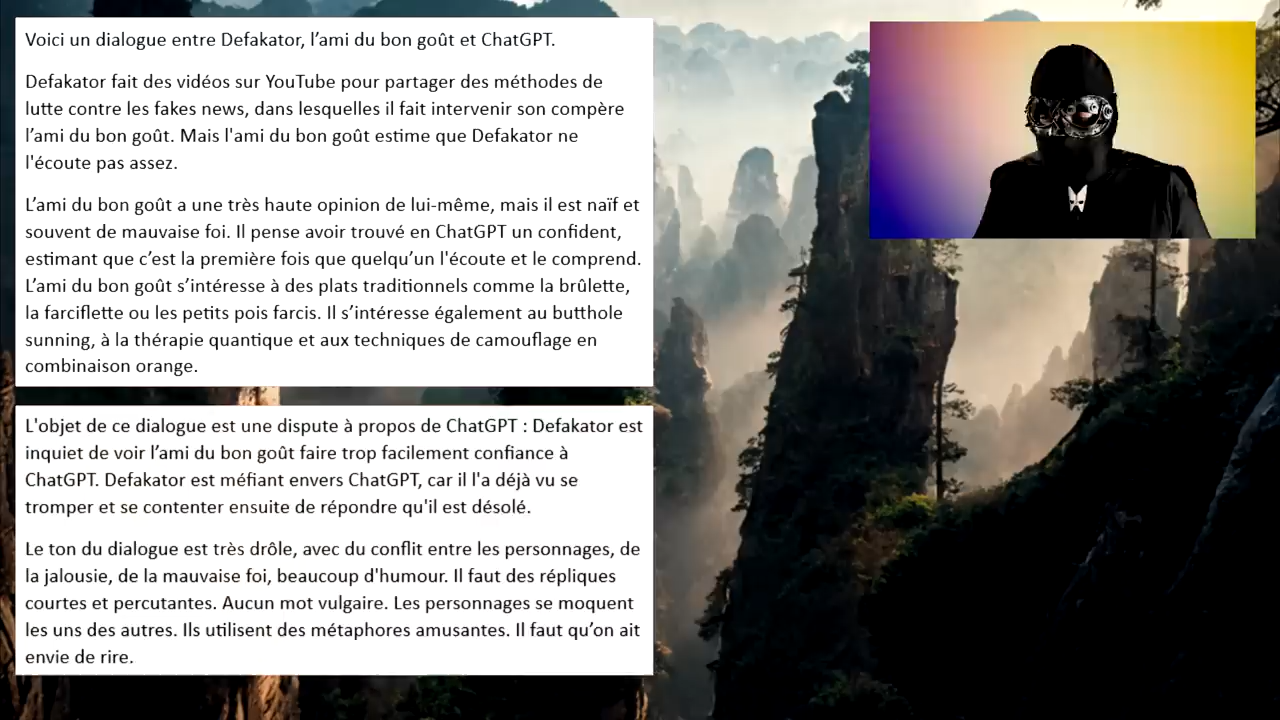 Voici un dialogue entre Defakator, l’ami du bon goût et ChatGPT.
Defakator fait des vidéos sur YouTube pour partager des méthodes de
lutte contre les fakes news, dans lesquelles il fait intervenir son compère
l’ami du bon goût. Mais l'ami du bon goût estime que Defakator ne
l'écoute pas assez.
L’ami du bon goût a une très haute opinion de lui-même, mais il est naïf et
souvent de mauvaise foi. Il pense avoir trouvé en ChatGPT un confident,
estimant que c’est la première fois que quelqu’un l'écoute et le comprend.
L’ami du bon goût s’intéresse à des plats traditionnels comme la brûlette,
la farciflette ou les petits pois farcis. Il s’intéresse également au butthole
sunning, à la thérapie quantique et aux techniques de camouflage en
combinaison orange.
L'objet de ce dialogue est une dispute à propos de ChatGPT : Defakator est
inquiet de voir l’ami du bon goût faire trop facilement confiance à
ChatGPT. Defakator est méfiant envers ChatGPT, car il l'a déjà vu se
tromper et se contenter ensuite de répondre qu'il est désolé.
Le ton du dialogue est très drôle, avec du conflit entre les personnages, de
la jalousie, de la mauvaise foi, beaucoup d'humour. Il faut des répliques
courtes et percutantes. Aucun mot vulgaire. Les personnages se moquent
les uns des autres. Ils utilisent des métaphores amusantes. Il faut qu’on ait
envie de rire.